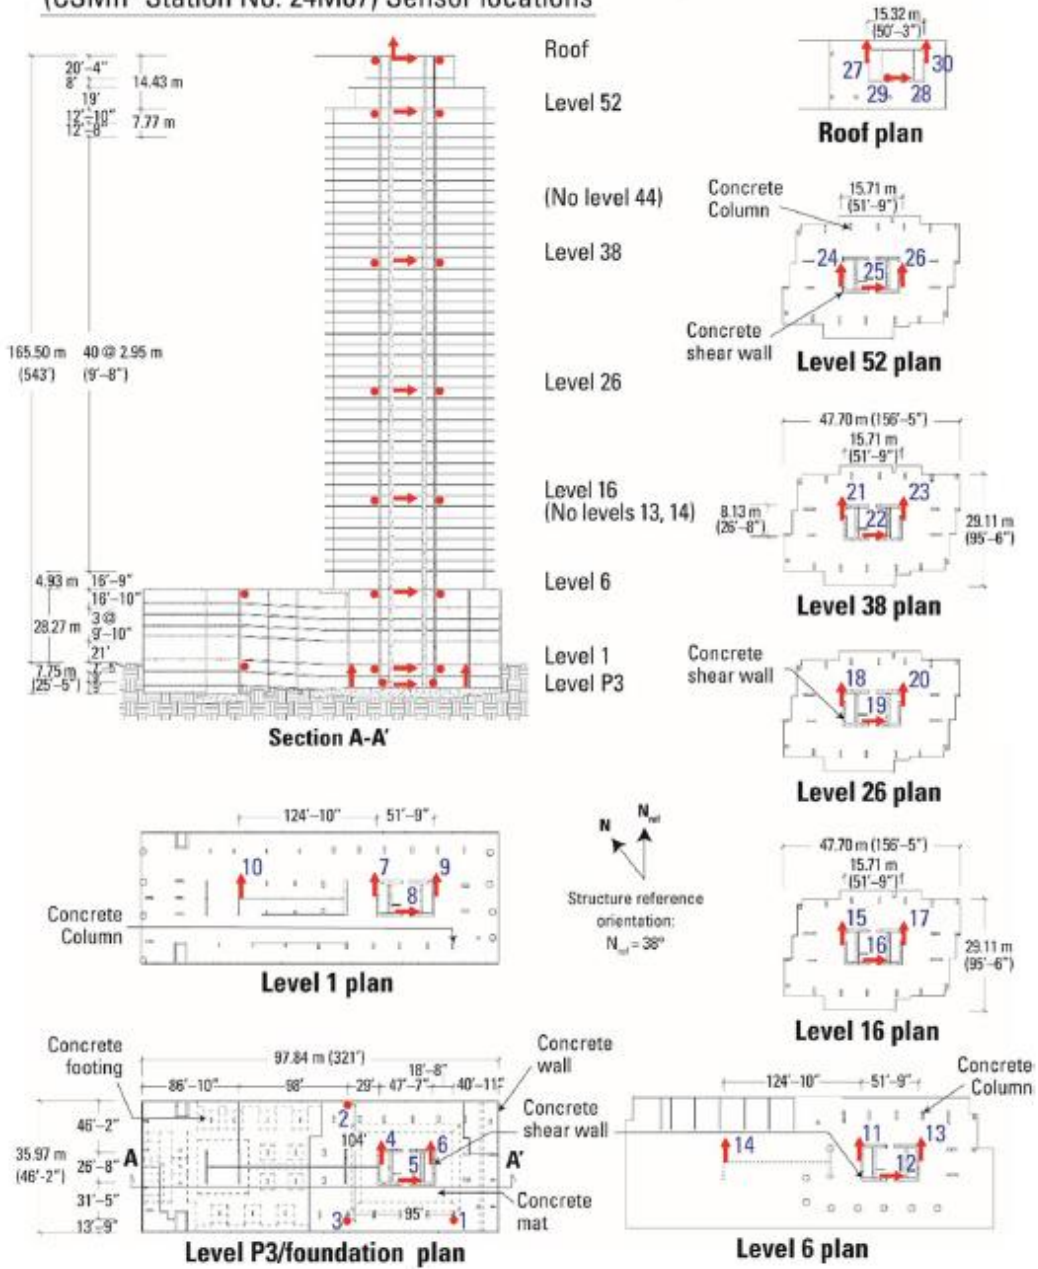 (CSMIP Station No. 24M67) Sensor locations
20'-4"
8'
14.43 m
19'
12'-10"
7.77 m
12'-8"
165.50 m
(543')
40 @ 2.95 m
(9'-8")
4.93 m
16'-9"
16'-10"
3 @
28.27 m
9'-10"
21'
7.75 m
(25'-5")
Roof
Level 52
(No level 44)
Level 38
Level 26
Level 16
(No levels 13, 14)
Level 6
Level 1
Level P3
Section A-A'
15.32 m
(50'-3")
27
30
29
28
Roof plan
Concrete
Column
15.71 m
(51'-9")
24
25
26
Concrete
shear wall
Level 52 plan
47.70 m (156'-5")
15.71 m
(51'-9")
21
23
22
8.13 m
(26'-8")
29.11 m
(95'-6")
Level 38 plan
Concrete
shear wall
18
20
19
Level 26 plan
N
N ref
Structure reference
orientation:
N ref = 38°
47.70 m (156'-5")
15.71 m
(51'-9")
15
17
16
29.11 m
(95'-6")
Level 16 plan
124'-10"
51'-9"
10
7
9
8
Concrete
Column
Level 1 plan
Concrete
footing
97.84 m (321')
18'-8"
86'-10"
98'
29'
47'-7"
40'-11"
Concrete
wall
46'-2"
2
104'
4
6
Concrete
shear wall
35.97 m
(46'-2")
26'-8"
A
5
A'
31'-5"
Concrete
mat
13'-9"
3
95'
1
Level P3/foundation plan
124'-10"
51'-9"
Concrete
Column
14
11
13
12
Level 6 plan